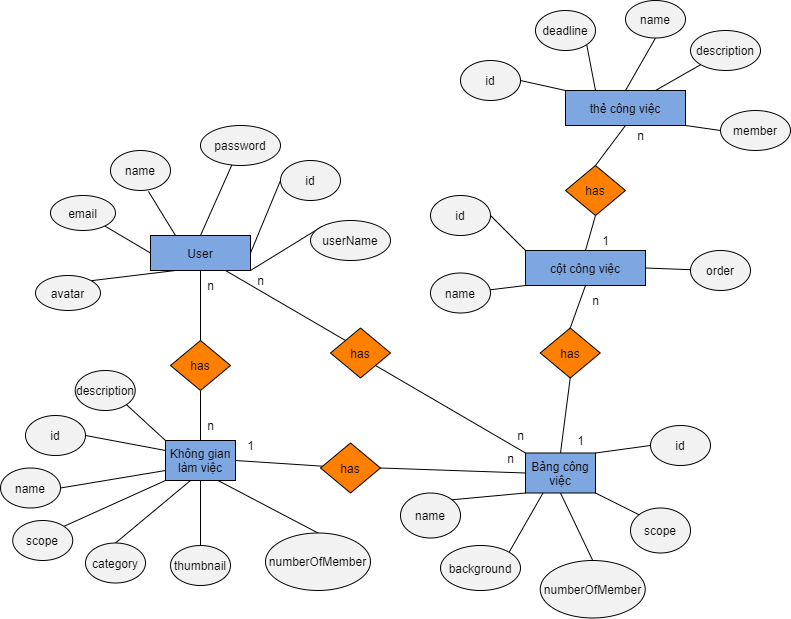 name
deadline
description
id
thẻ công việc
member
n
password
name
id
has
email
id
userName
1
User
cột công việc
order
avatar
n
n
name
n
has
has
has
description
n
id
1
n
1
id
Không gian
làm việc
n
has
Bảng công
việc
name
name
scope
scope
category
thumbnail
numberOfMember
background
numberOfMember